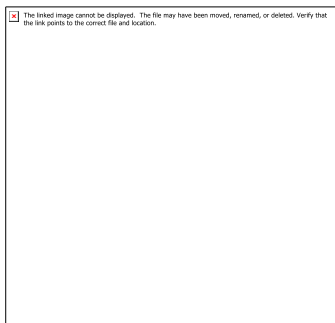 The linked image cannot be displayed. The file may have been moved, renamed, or deleted. Verify that
the link points to the correct file and location.